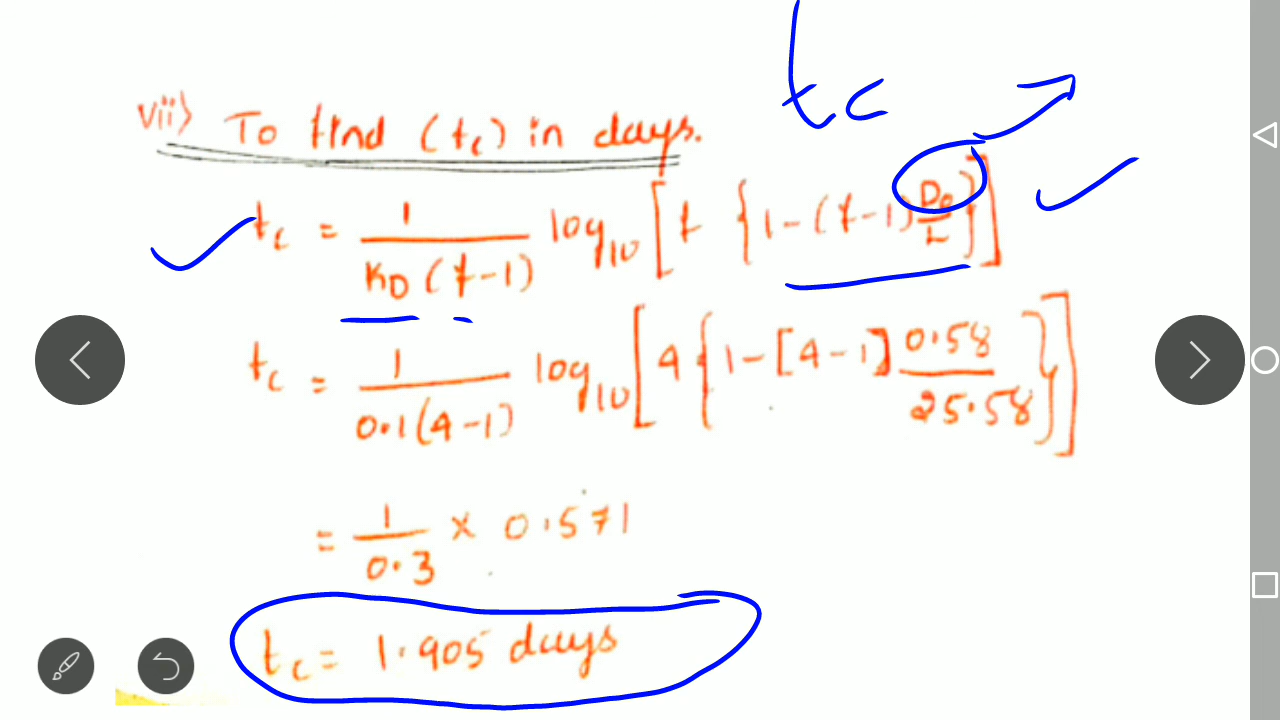 tc
vii) To find (tc) in days.
tc = 1 / KD (f-1) log10 [f {1-(f-1) Do/L}]
tc = 1 / 0.1(4-1) log10 [4 {1-[4-1] 0.58 / 25.58}]
= 1/0.3 x 0.571
tc = 1.905 days